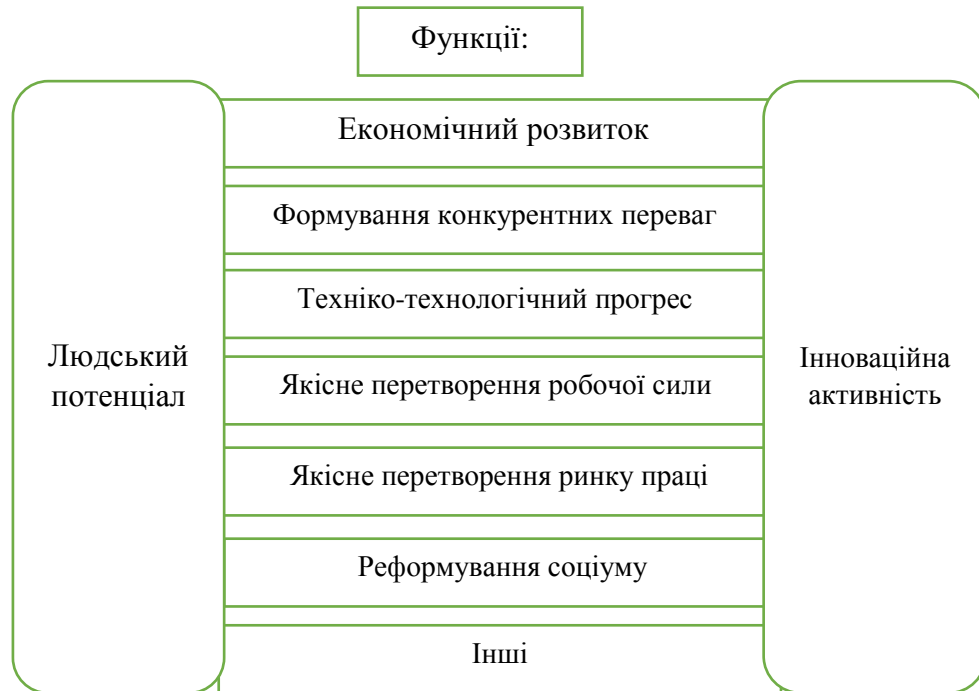 Функції:
Економічний розвиток
Формування конкурентних переваг
Техніко-технологічний прогрес
Людський
потенціал
Якісне перетворення робочої сили
Інноваційна
активність
Якісне перетворення ринку праці
Реформування соціуму
Інші